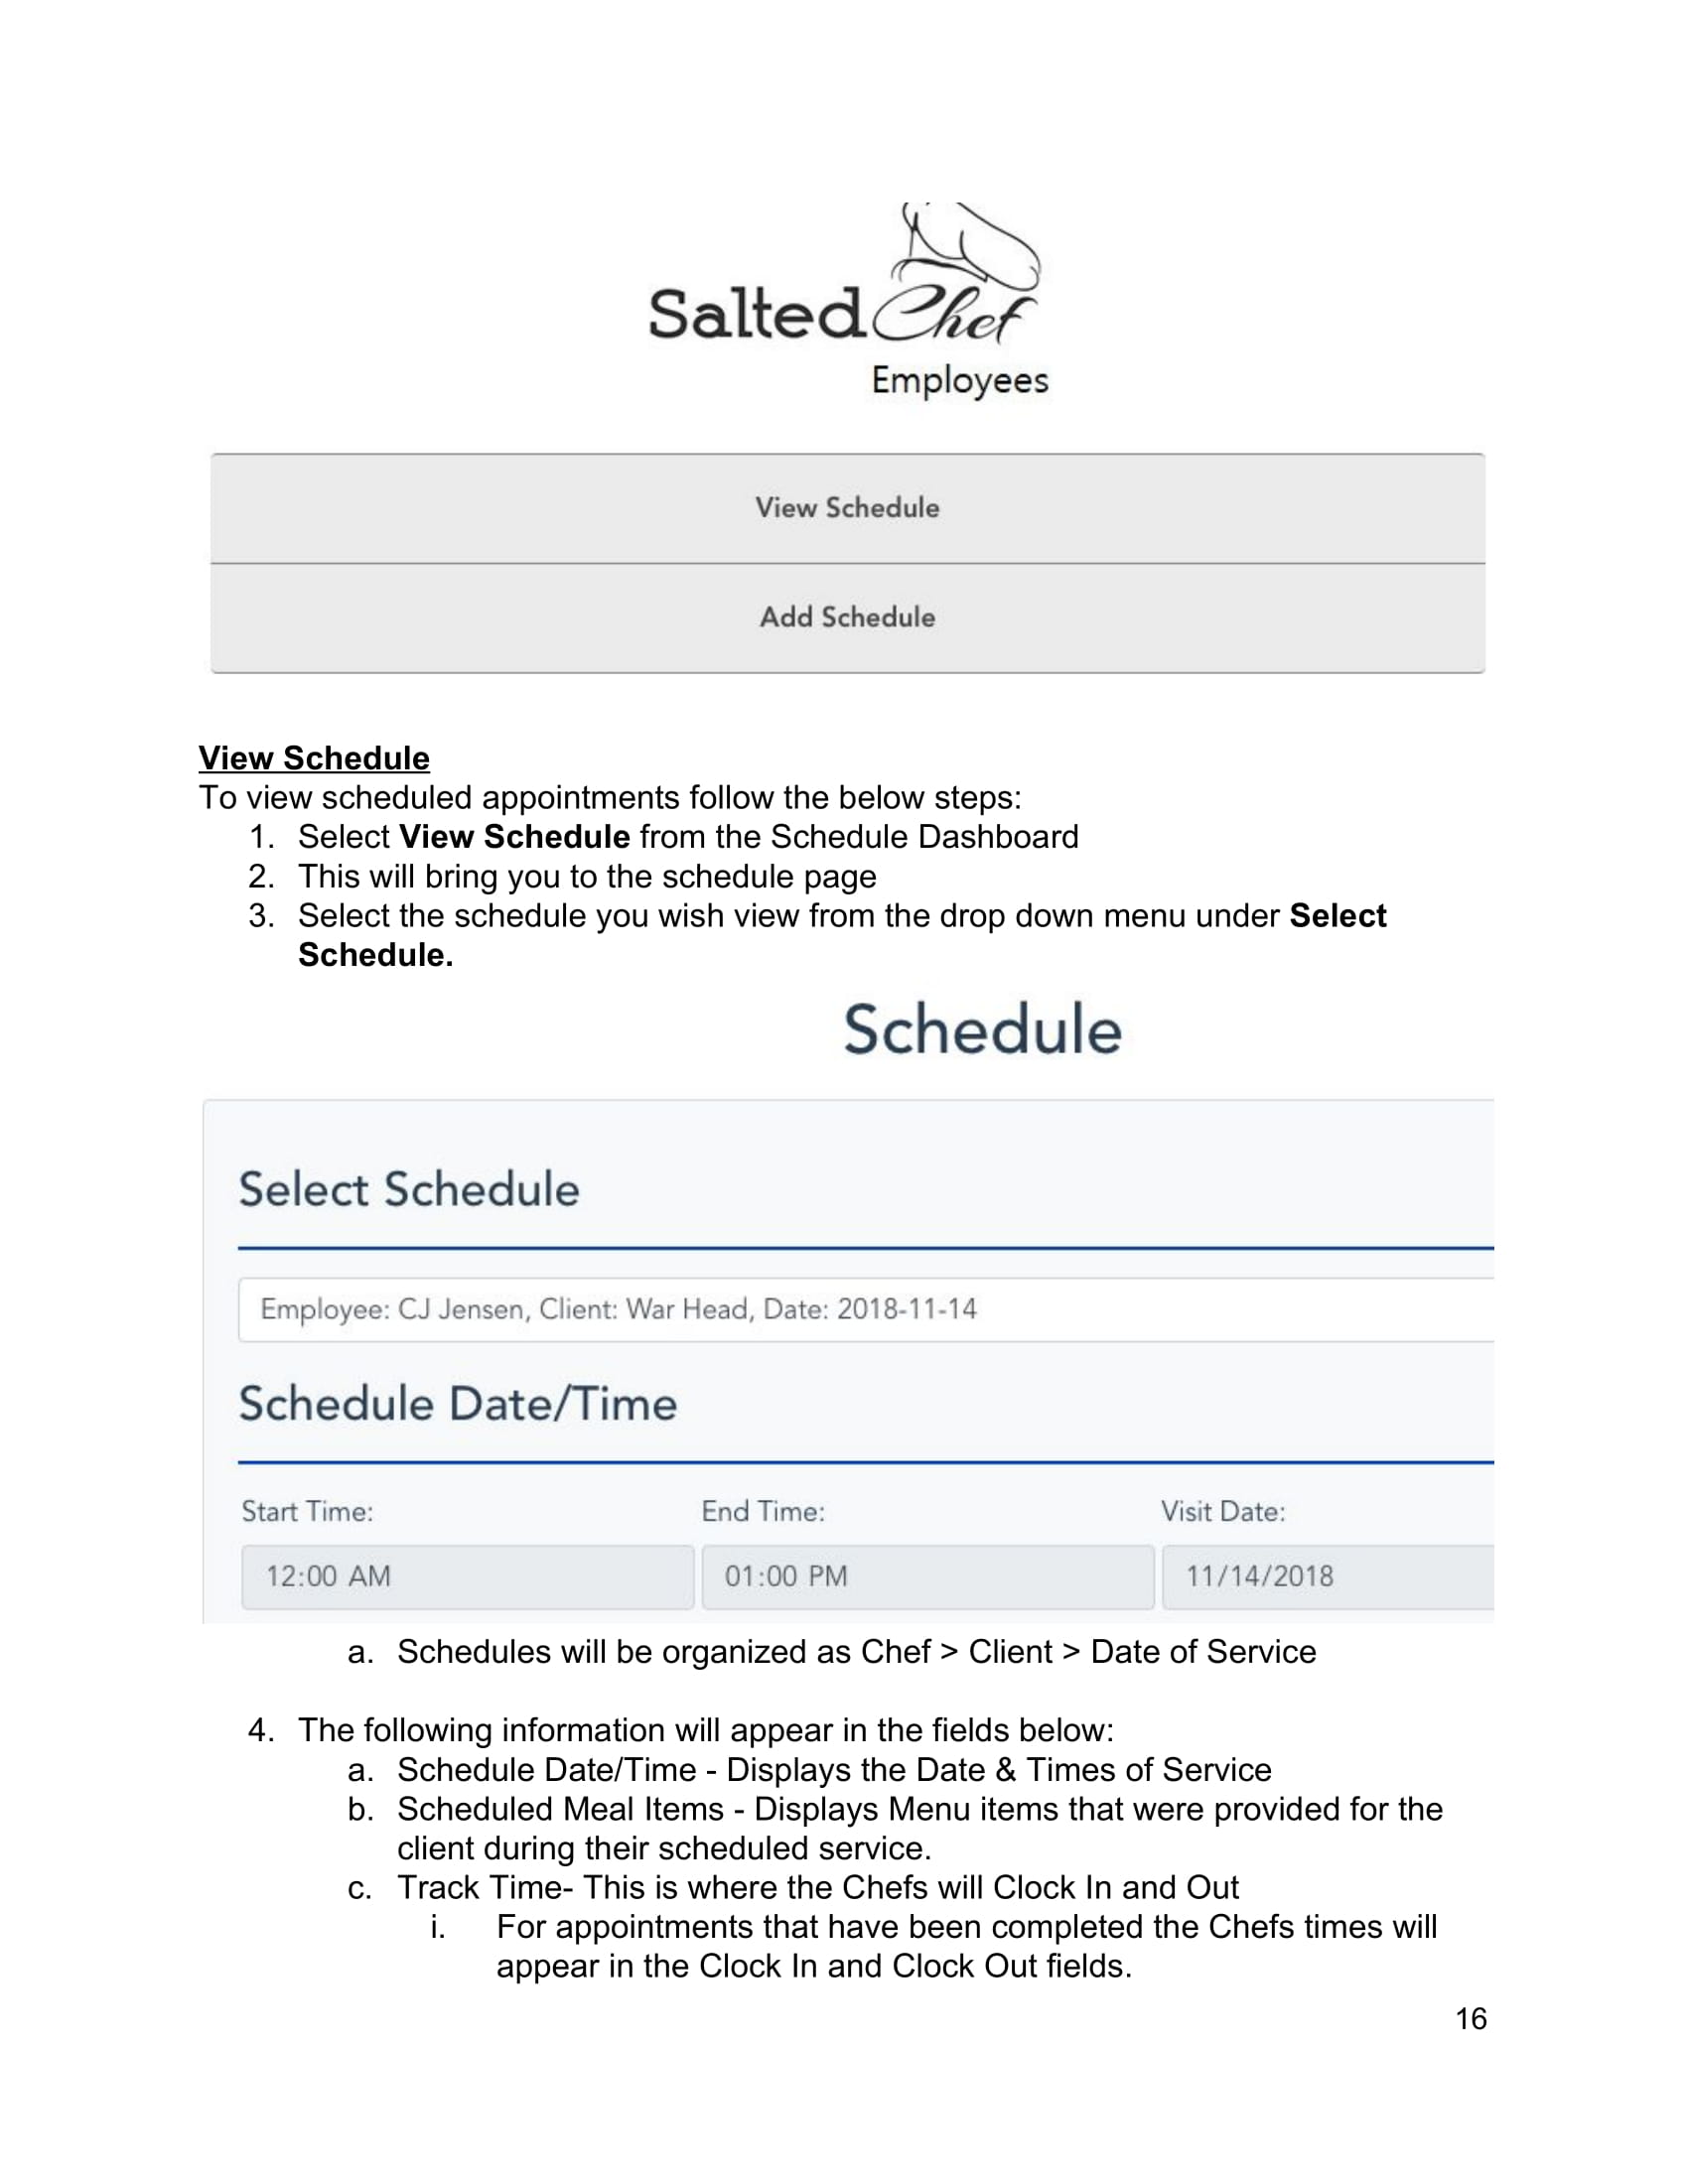 Salted Chef
Employees
View Schedule
Add Schedule
View Schedule
To view scheduled appointments follow the below steps:
1. Select View Schedule from the Schedule Dashboard
2. This will bring you to the schedule page
3. Select the schedule you wish view from the drop down menu under Select
Schedule.
Schedule
Select Schedule
Employee: CJ Jensen, Client: War Head, Date: 2018-11-14
Schedule Date/Time
Start Time: End Time: Visit Date:
12:00 AM 01:00 PM 11/14/2018
a. Schedules will be organized as Chef > Client > Date of Service
4. The following information will appear in the fields below:
a. Schedule Date/Time - Displays the Date & Times of Service
b. Scheduled Meal Items - Displays Menu items that were provided for the
client during their scheduled service.
c. Track Time- This is where the Chefs will Clock In and Out
i. For appointments that have been completed the Chefs times will
appear in the Clock In and Clock Out fields.
16